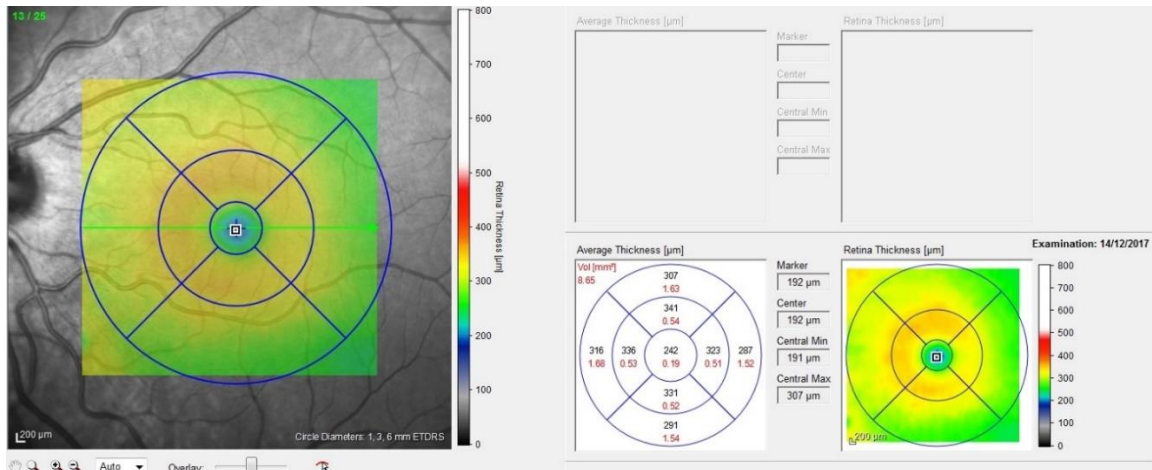 13 / 25
800
700
600
500
400
300
200
100
0
Retina Thickness [µm]
200 µm
Circle Diameters: 1, 3, 6 mm ETDRS
Auto
Overlay:
Average Thickness [µm]
Retina Thickness [µm]
Marker
Center
Central Min
Central Max
Examination: 14/12/2017
Average Thickness [µm]
Vol [mm³]
8.65
307
1.63
341
0.54
316 336 242 323 287
1.68 0.53 0.19 0.51 1.52
331
0.52
291
1.54
Marker
192 µm
Center
192 µm
Central Min
191 µm
Central Max
307 µm
Retina Thickness [µm]
200 µm
800
700
600
500
400
300
200
100
0